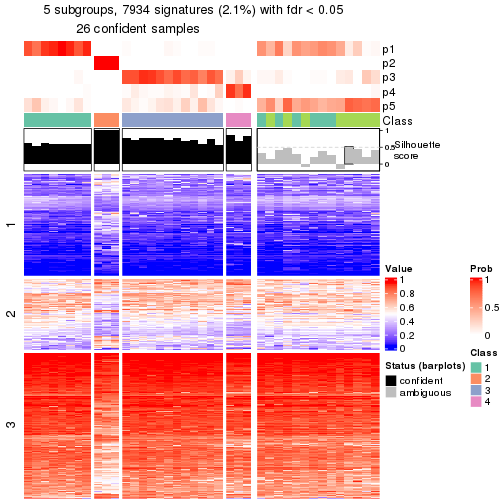 5 subgroups, 7934 signatures (2.1%) with fdr < 0.05
26 confident samples
p1
p2
p3
p4
p5
Class
1
0.5
0
Silhouette
score
1
2
3
Value
1
0.8
0.6
0.4
0.2
0
Status (barplots)
confident
ambiguous
Prob
1
0.5
0
Class
1
2
3
4